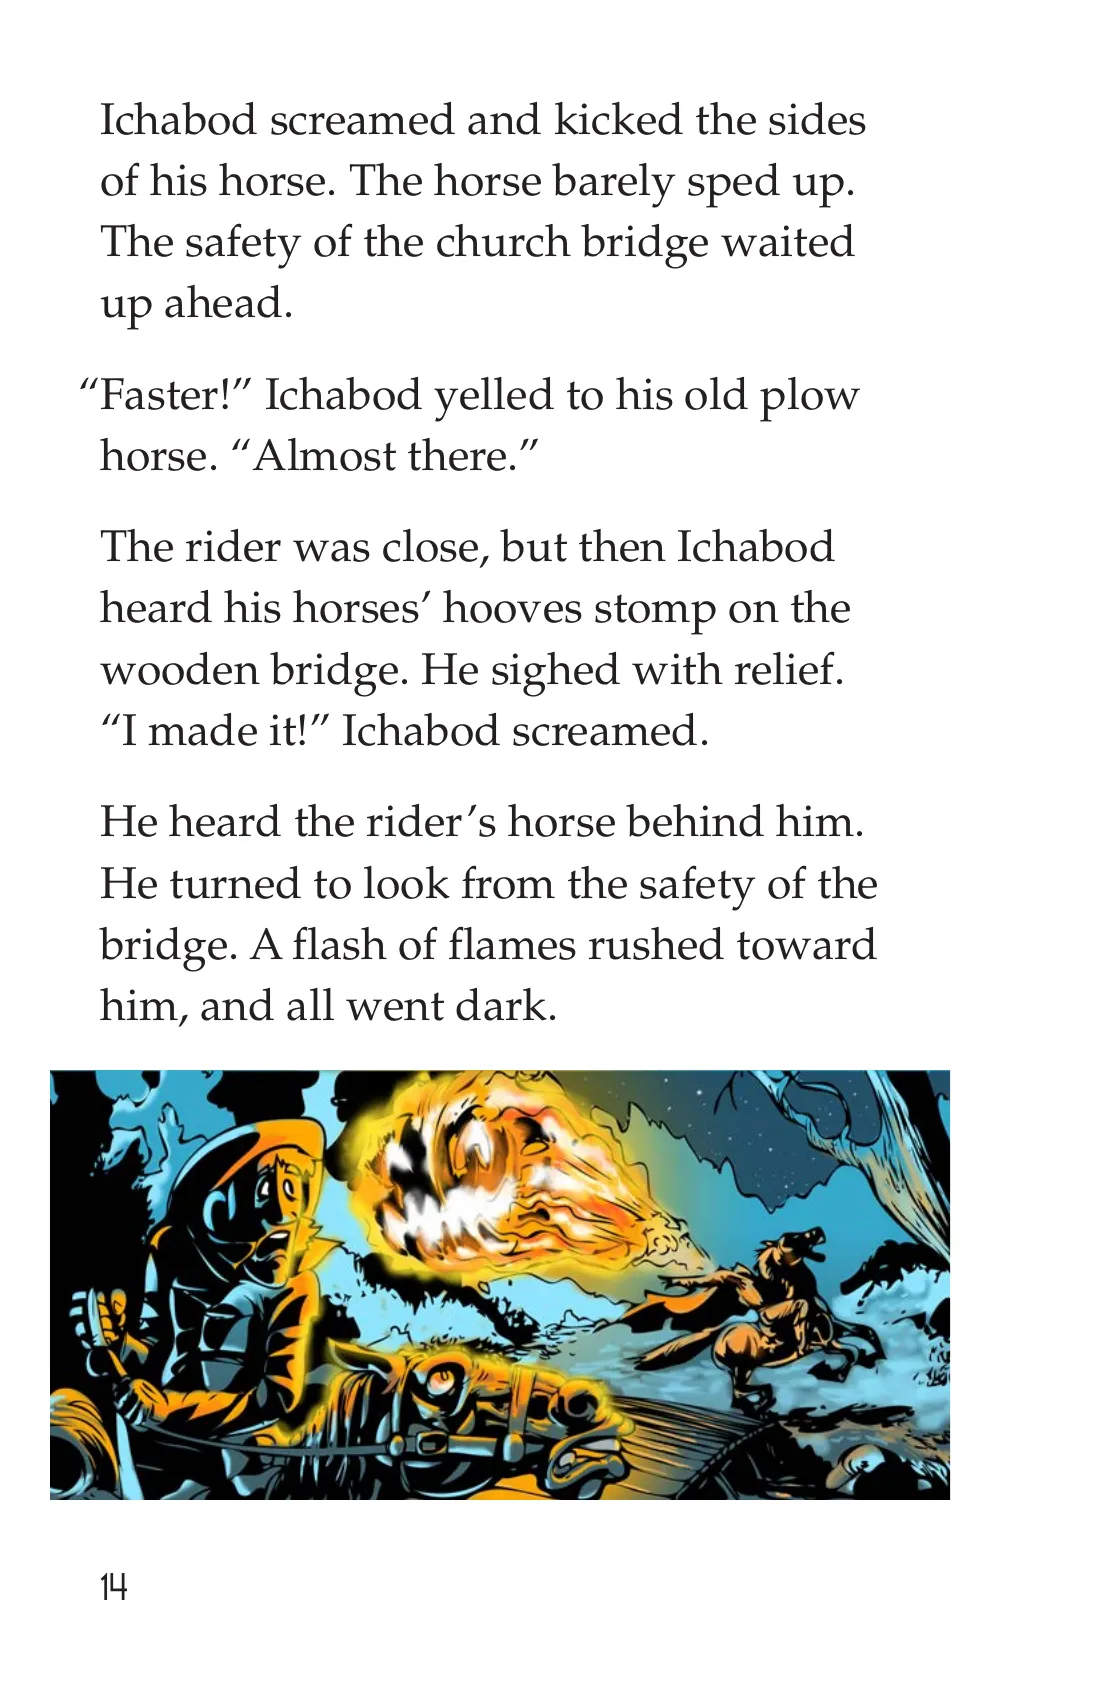 Ichabod screamed and kicked the sides
of his horse. The horse barely sped up.
The safety of the church bridge waited
up ahead.
“Faster!” Ichabod yelled to his old plow
horse. “Almost there.”
The rider was close, but then Ichabod
heard his horses’ hooves stomp on the
wooden bridge. He sighed with relief.
“I made it!” Ichabod screamed.
He heard the rider’s horse behind him.
He turned to look from the safety of the
bridge. A flash of flames rushed toward
him, and all went dark.
14